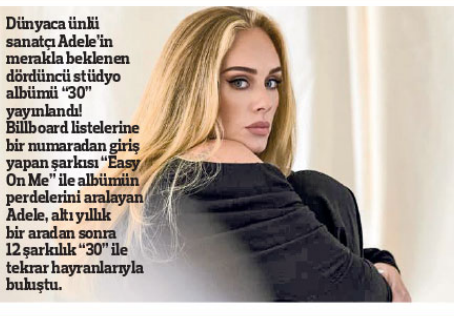 Dünyaca ünlü
sanatçı Adele'in
merakla beklenen
dördüncü stüdyo
albümü “30”
yayınlandı!
Billboard listelerine
bir numaradan giriş
yapan şarkısı “Easy
On Me” ile albümün
perdelerini aralayan
Adele, altı yıllık
bir aradan sonra
12 şarkılık “30” ile
tekrar hayranlarıyla
buluştu.